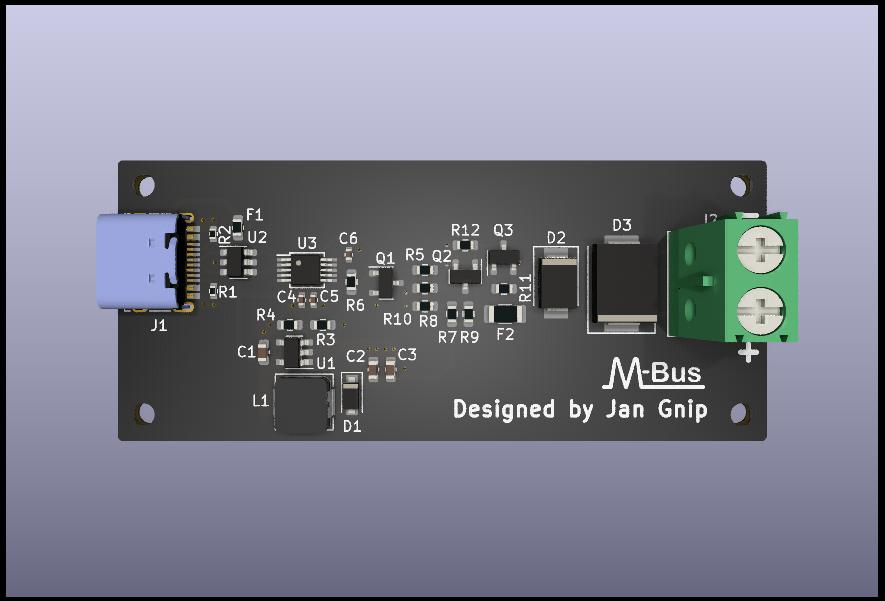 F1
R2
U2
U3
C6
R12
Q3
D2
D3
−
Q1
R5
Q2
R1
J1
C4
C5
R6
R10
R8
R11
R4
R3
R7
R9
F2
+
C1
U1
C2
C3
M-Bus
L1
D1
Designed by Jan Gnip